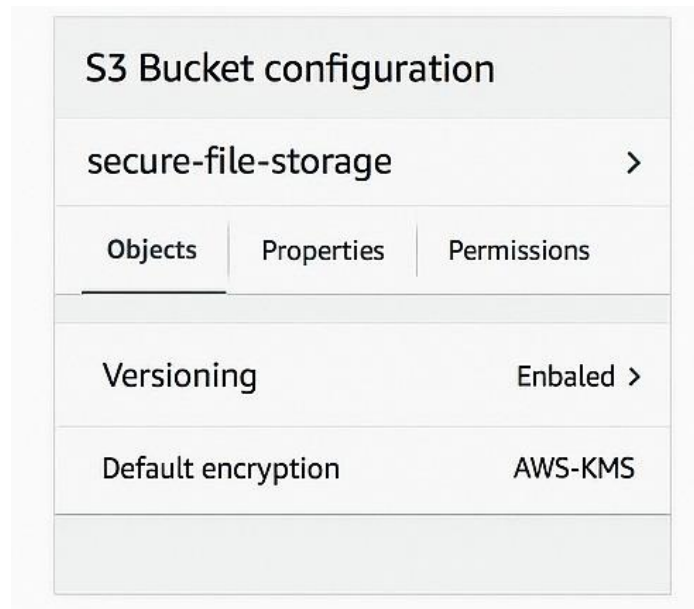 S3 Bucket configuration
secure-file-storage
Objects Properties Permissions
Versioning Enbaled
Default encryption AWS-KMS